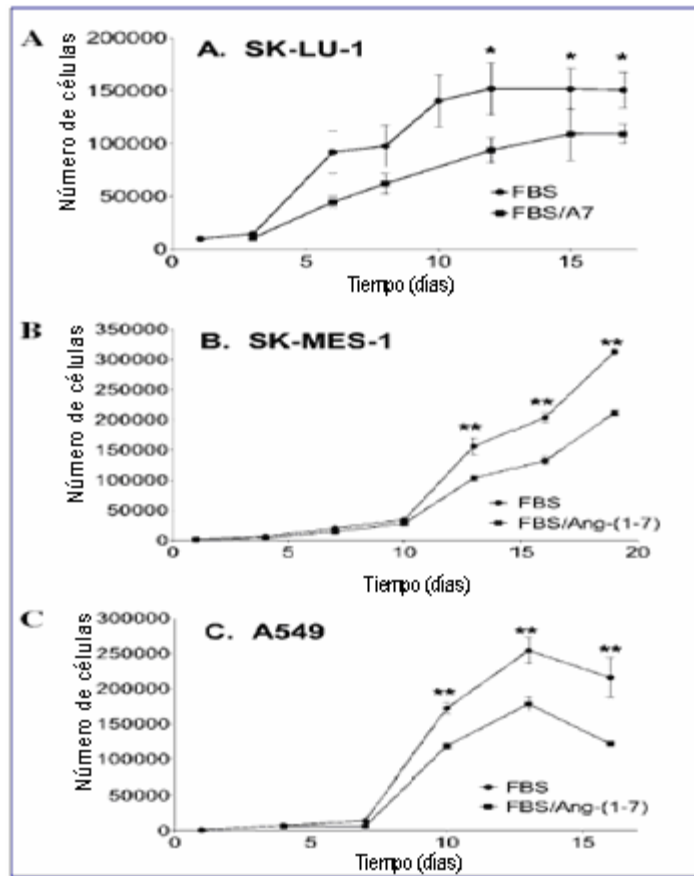 A
A. SK-LU-1
Número de células
200000
150000
100000
50000
0
* * *
FBS
FBS/A7
0 5 10 15
Tiempo (días)
B
B. SK-MES-1
Número de células
350000
300000
250000
200000
150000
100000
50000
0
** ** **
FBS
FBS/Ang-(1-7)
0 5 10 15 20
Tiempo (días)
C
C. A549
Número de células
300000
250000
200000
150000
100000
50000
0
** ** **
FBS
FBS/Ang-(1-7)
0 5 10 15
Tiempo (días)